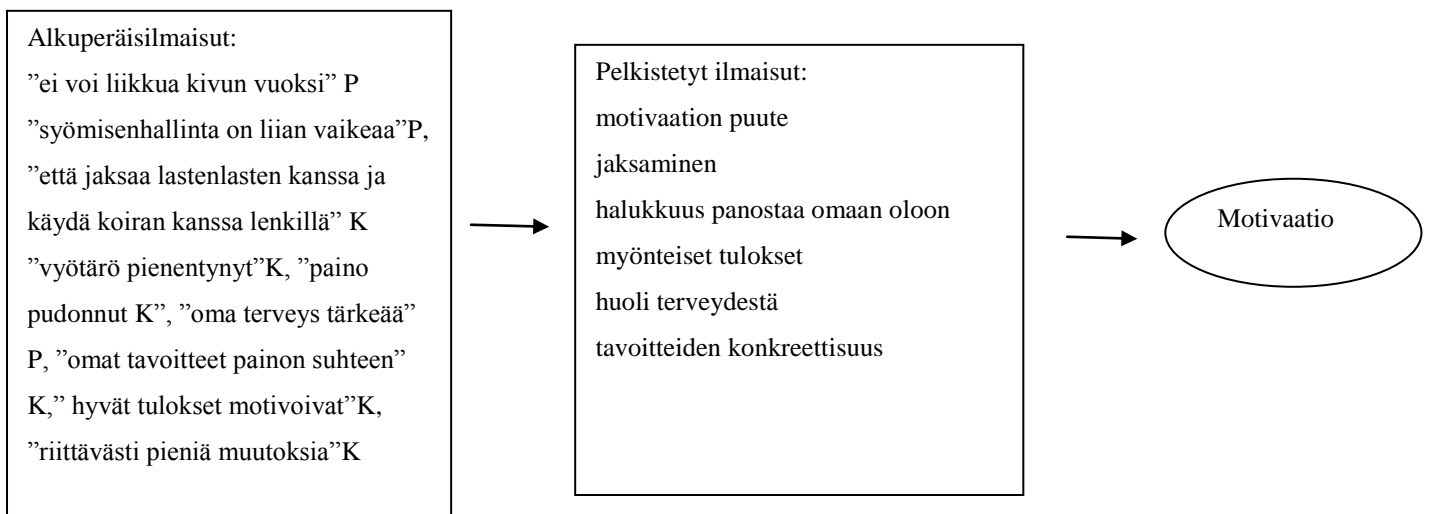 Alkuperäisilmaisut:
”ei voi liikkua kivun vuoksi” P
”syömisenhallinta on liian vaikeaa”P,
”että jaksaa lastenlasten kanssa ja
käydä koiran kanssa lenkillä” K
”vyötärö pienentynyt”K, ”paino
pudonnut K”, ”oma terveys tärkeää”
P, ”omat tavoitteet painon suhteen”
K,” hyvät tulokset motivoivat”K,
”riittävästi pieniä muutoksia”K
Pelkistetyt ilmaisut:
motivaation puute
jaksaminen
halukkuus panostaa omaan oloon
myönteiset tulokset
huoli terveydestä
tavoitteiden konkreettisuus
Motivaatio